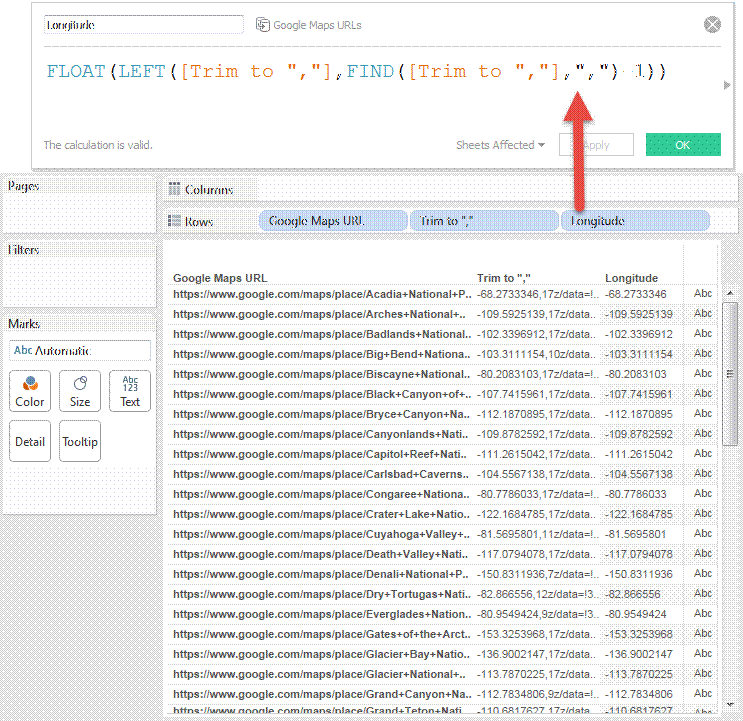 Longitude Google Maps URLs
FLOAT(LEFT([Trim to ","],FIND([Trim to ","],",")-1))
The calculation is valid. Sheets Affected Apply OK
Pages
Columns
Rows Google Maps URL Trim to "," Longitude
Filters
Google Maps URL Trim to "," Longitude
https://www.google.com/maps/place/Acadia+National+P.. -68.2733346,17z/data=!.. -68.2733346 Abc
https://www.google.com/maps/place/Arches+National+.. -109.5925139,17z/data.. -109.5925139 Abc
Marks
https://www.google.com/maps/place/Badlands+National.. -102.3396912,17z/data.. -102.3396912 Abc
Abc Automatic
https://www.google.com/maps/place/Big+Bend+Nationa.. -103.3111154,10z/data.. -103.3111154 Abc
https://www.google.com/maps/place/Biscayne+National.. -80.2083103,17z/data=!.. -80.2083103 Abc
Color Size Abc 123 Text
https://www.google.com/maps/place/Black+Canyon+of+.. -107.7415961,17z/data.. -107.7415961 Abc
https://www.google.com/maps/place/Bryce+Canyon+Na.. -112.1870895,17z/data.. -112.1870895 Abc
Detail Tooltip
https://www.google.com/maps/place/Canyonlands+Nati.. -109.8782592,17z/data.. -109.8782592 Abc
https://www.google.com/maps/place/Capitol+Reef+Nati.. -111.2615042,17z/data.. -111.2615042 Abc
https://www.google.com/maps/place/Carlsbad+Caverns.. -104.5567138,17z/data.. -104.5567138 Abc
https://www.google.com/maps/place/Congaree+Nationa.. -80.7786033,17z/data=!.. -80.7786033 Abc
https://www.google.com/maps/place/Crater+Lake+Natio.. -122.1684785,17z/data.. -122.1684785 Abc
https://www.google.com/maps/place/Cuyahoga+Valley+.. -81.5695801,11z/data=!.. -81.5695801 Abc
https://www.google.com/maps/place/Death+Valley+Nati.. -117.0794078,17z/data.. -117.0794078 Abc
https://www.google.com/maps/place/Denali+National+P.. -150.8311936,7z/data=.. -150.8311936 Abc
https://www.google.com/maps/place/Dry+Tortugas+Nati.. -82.866556,12z/data=!3.. -82.866556 Abc
https://www.google.com/maps/place/Everglades+Nation.. -80.9549424,9z/data=!3.. -80.9549424 Abc
https://www.google.com/maps/place/Gates+of+the+Arct.. -153.3253968,17z/data.. -153.3253968 Abc
https://www.google.com/maps/place/Glacier+Bay+Natio.. -136.9002147,17z/data.. -136.9002147 Abc
https://www.google.com/maps/place/Glacier+National+.. -113.7870225,17z/data.. -113.7870225 Abc
https://www.google.com/maps/place/Grand+Canyon+Na.. -112.7834806,9z/data=!.. -112.7834806 Abc
https://www.google.com/maps/place/Grand+Teton+Nati.. -110.6817627,17z/data.. -110.6817627 Abc